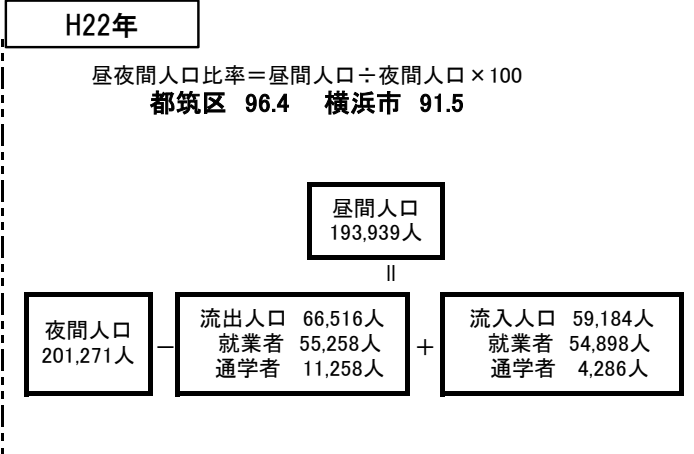 H22年
昼夜間人口比率＝昼間人口÷夜間人口×100
都筑区 96.4 横浜市 91.5
昼間人口
193,939人
＝
夜間人口
201,271人
－
流出人口 66,516人
就業者 55,258人
通学者 11,258人
＋
流入人口 59,184人
就業者 54,898人
通学者 4,286人